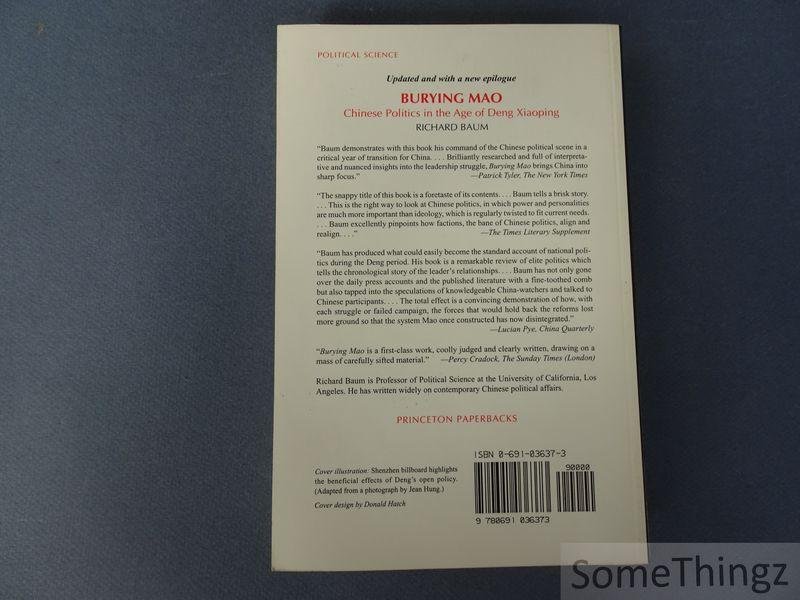 POLITICAL SCIENCE
Updated and with a new epilogue
BURYING MAO
Chinese Politics in the Age of Deng Xiaoping
RICHARD BAUM
“Baum demonstrates with this book his command of the Chinese political scene in a
critical year of transition for China. . . . Brilliantly researched and full of interpreta-
tive and nuanced insights into the leadership struggle, Burying Mao brings China into
sharp focus.” —Patrick Tyler, The New York Times
“The snappy title of this book is a foretaste of its contents. . . . Baum tells a brisk story.
. . . This is the right way to look at Chinese politics, in which power and personalities
are much more important than ideology, which is regularly twisted to fit current needs.
. . . Baum excellently pinpoints how factions, the bane of Chinese politics, align and
realign. . . .” —The Times Literary Supplement
“Baum has produced what could easily become the standard account of national poli-
tics during the Deng period. His book is a remarkable review of elite politics which
tells the chronological story of the leader's relationships. . . . Baum has not only gone
over the daily press accounts and the published literature with a fine-toothed comb
but also tapped into the speculations of knowledgeable China-watchers and talked to
Chinese participants. . . . The total effect is a convincing demonstration of how, with
each struggle or failed campaign, the forces that would hold back the reforms lost
more ground so that the system Mao once constructed has now disintegrated.”
—Lucian Pye, China Quarterly
“Burying Mao is a first-class work, coolly judged and clearly written, drawing on a
mass of carefully sifted material.” —Percy Cradock, The Sunday Times (London)
Richard Baum is Professor of Political Science at the University of California, Los
Angeles. He has written widely on contemporary Chinese political affairs.
PRINCETON PAPERBACKS
Cover illustration: Shenzhen billboard highlights
the beneficial effects of Deng's open policy.
(Adapted from a photograph by Jean Hung.)
Cover design by Donald Hatch
ISBN 0-691-03637-3
90000
9 780691 036373
SomeThingz